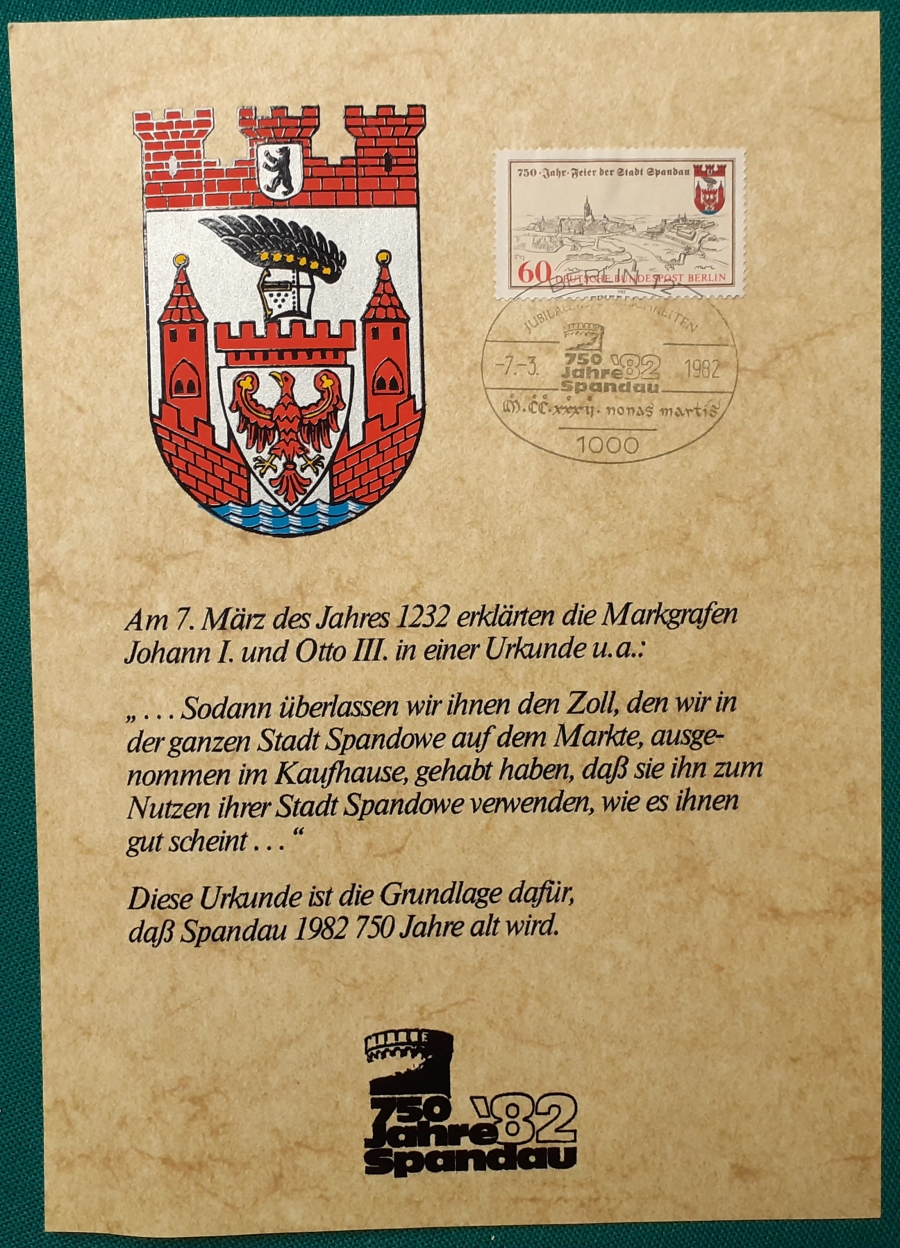 750-Jahr-Feier der Stadt Spandau
60 DEUTSCHE BUNDESPOST BERLIN
BERLIN 12
-7.-3. 750 Jahre Spandau '82 1982
nonas martis
1000
Am 7. März des Jahres 1232 erklärten die Markgrafen
Johann I. und Otto III. in einer Urkunde u.a.:
„ . . . Sodann überlassen wir ihnen den Zoll, den wir in
der ganzen Stadt Spandowe auf dem Markte, ausge-
nommen im Kaufhause, gehabt haben, daß sie ihn zum
Nutzen ihrer Stadt Spandowe verwenden, wie es ihnen
gut scheint . . . “
Diese Urkunde ist die Grundlage dafür,
daß Spandau 1982 750 Jahre alt wird.
750
Jahre '82
Spandau